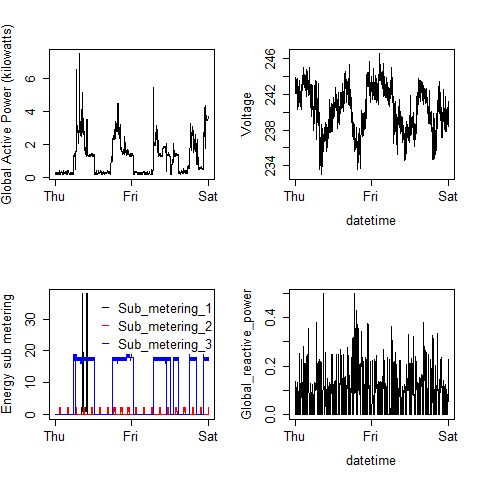 Global Active Power (kilowatts)
0 2 4 6
Thu Fri Sat
Voltage
234 238 242 246
Thu Fri Sat
datetime
Energy sub metering
0 10 20 30
Sub_metering_1
Sub_metering_2
Sub_metering_3
Thu Fri Sat
Global_reactive_power
0.0 0.2 0.4
Thu Fri Sat
datetime